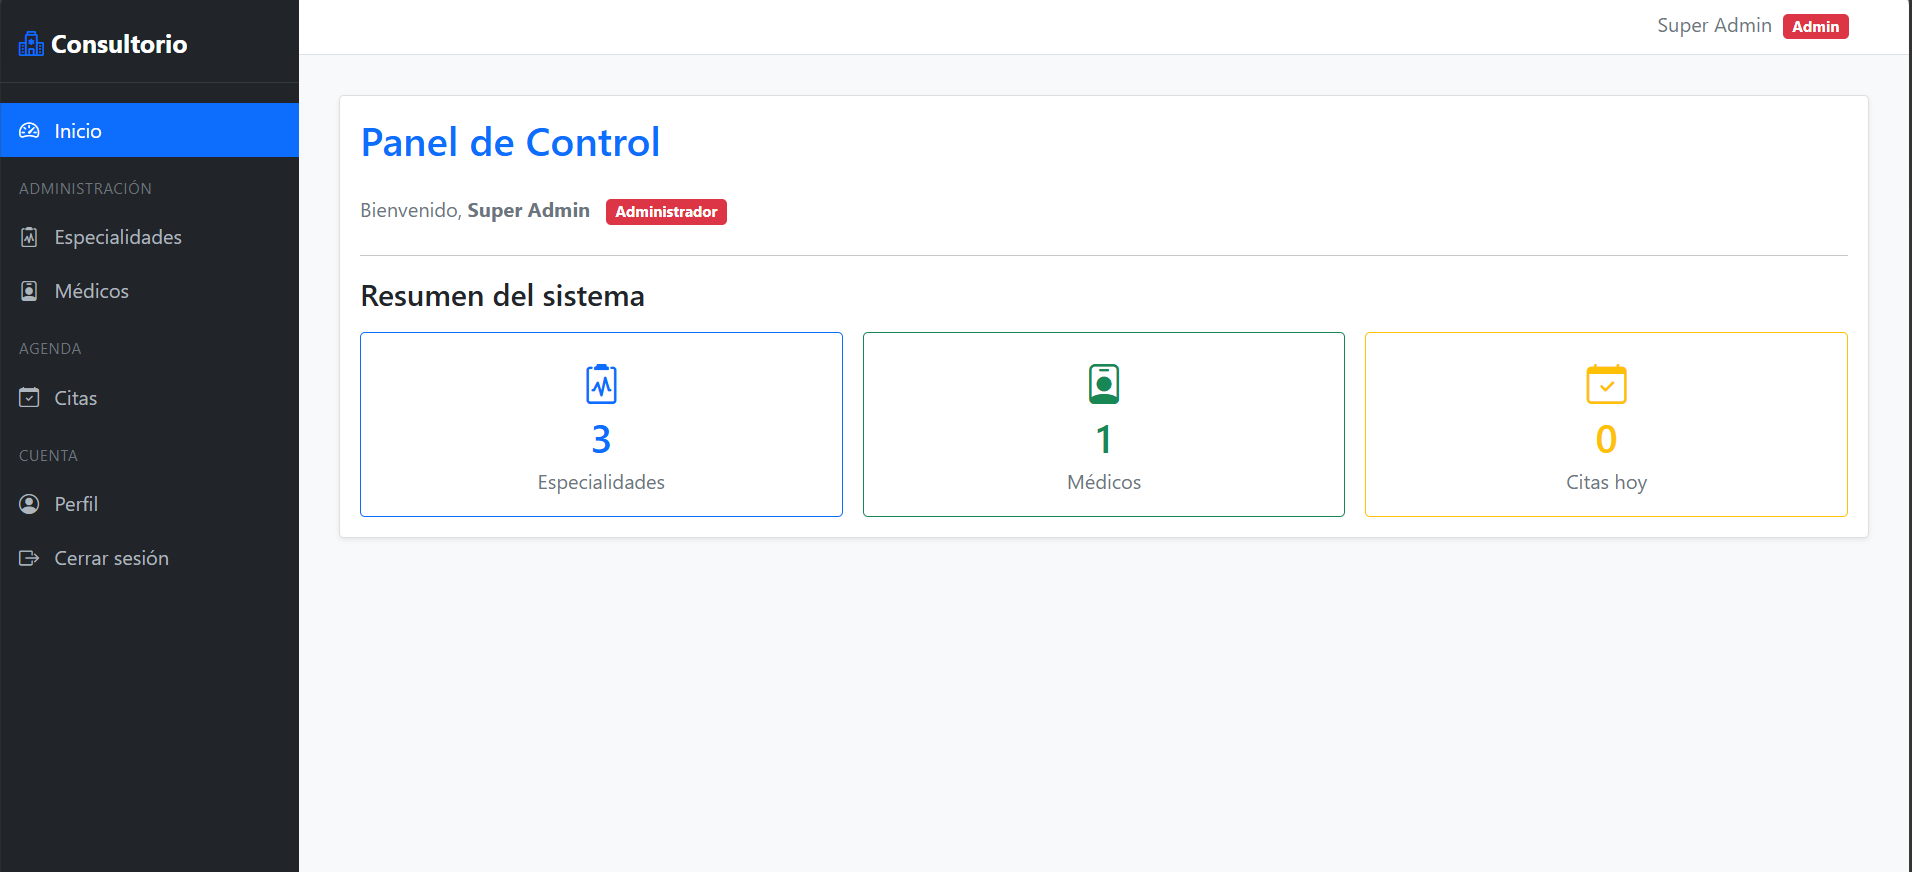 Consultorio
Inicio
ADMINISTRACIÓN
Especialidades
Médicos
AGENDA
Citas
CUENTA
Perfil
Cerrar sesión
Super Admin Admin
Panel de Control
Bienvenido, Super Admin Administrador
Resumen del sistema
3
Especialidades
1
Médicos
0
Citas hoy